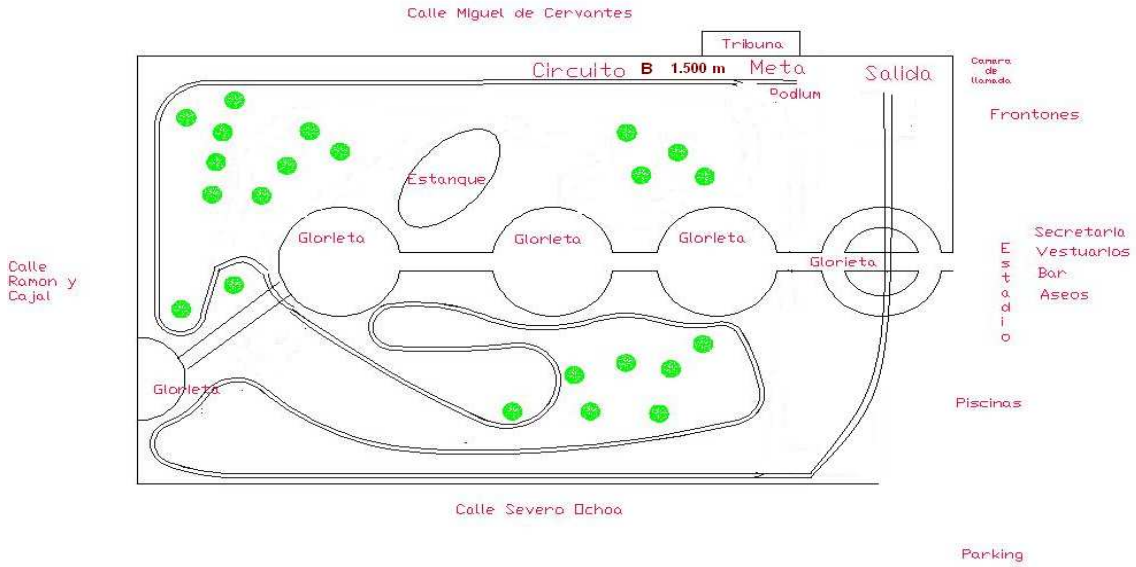 Calle Miguel de Cervantes
Tribuna
Circuito B 1.500 m Meta
Salida
Camara
de
llamada
Podium
Frontones
Estanque
Glorieta
Glorieta
Glorieta
Glorieta
Estadio
Secretaria
Vestuarios
Bar
Aseos
Calle
Ramon y
Cajal
Glorieta
Piscinas
Calle Severo Ochoa
Parking